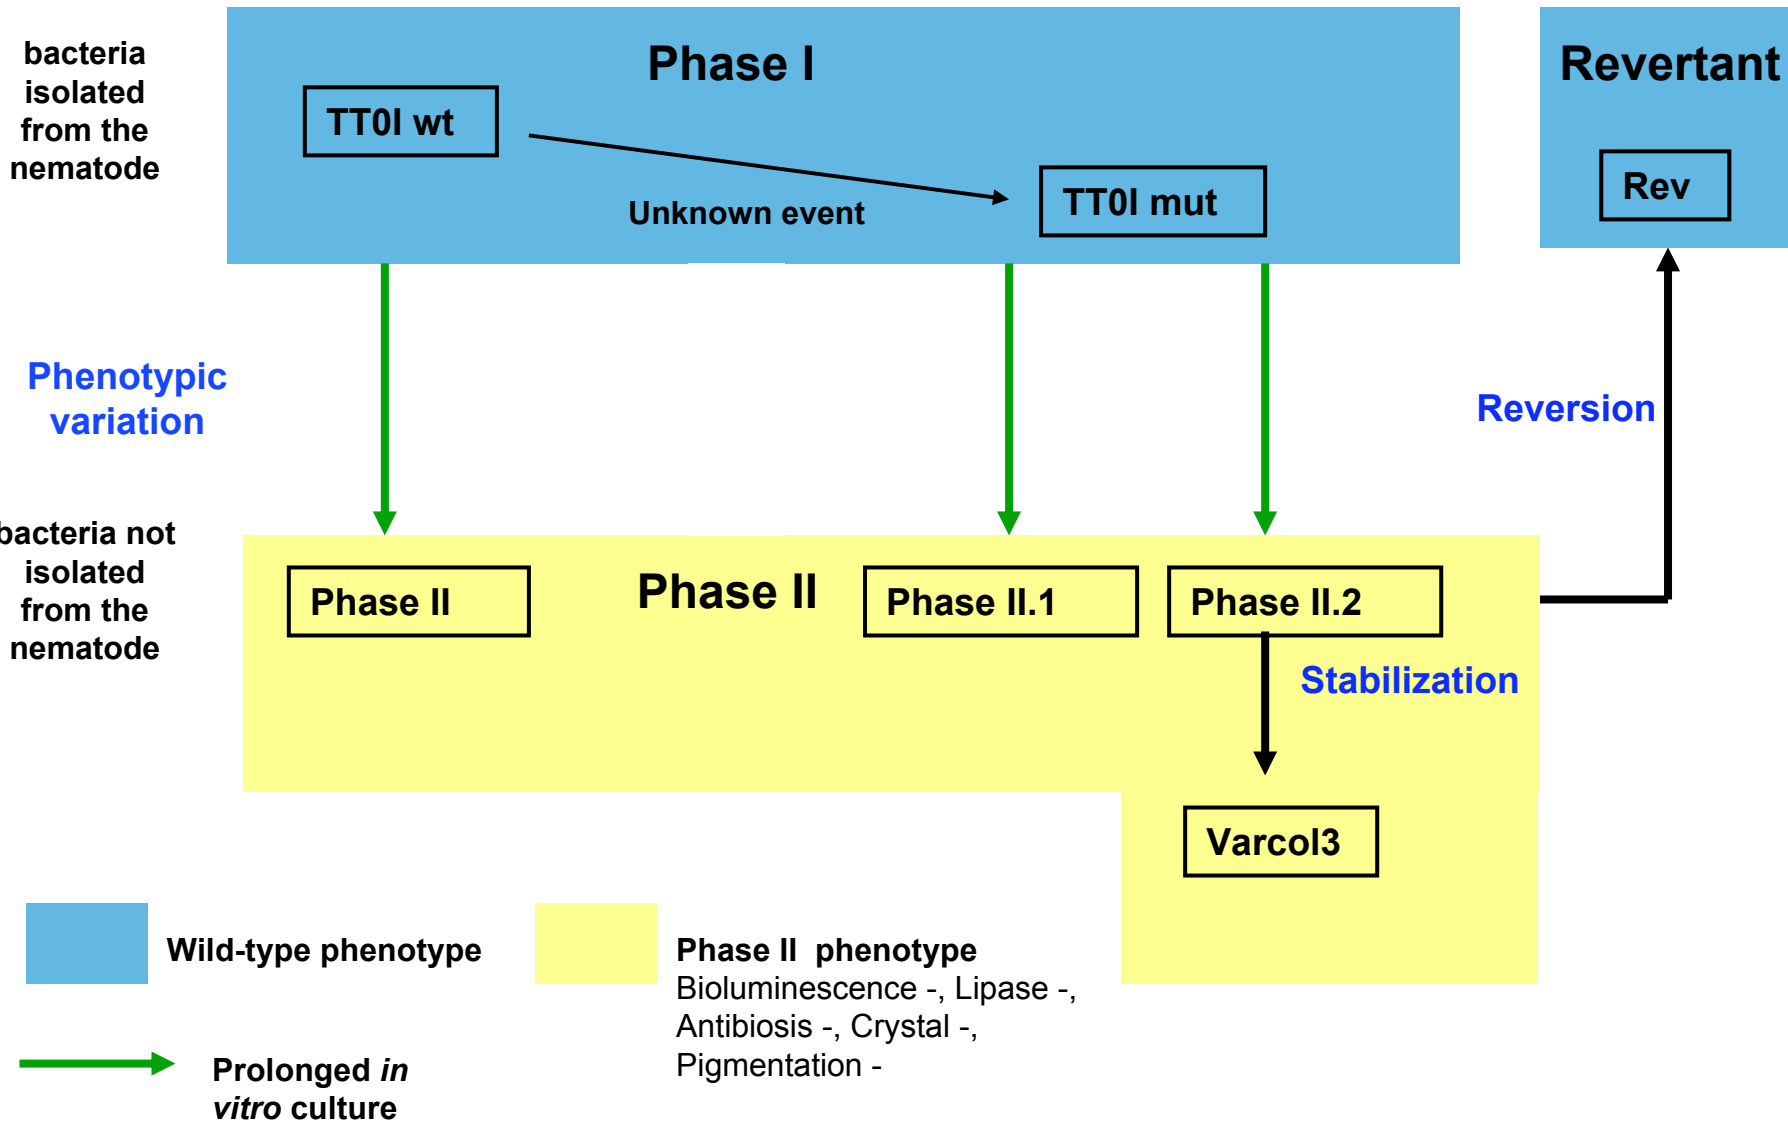 bacteria
isolated
from the
nematode
Phase I
Revertant
TT0I wt
Unknown event
TT0I mut
Rev
Phenotypic
variation
Reversion
bacteria not
isolated
from the
nematode
Phase II
Phase II
Phase II.1
Phase II.2
Stabilization
Varcol3
Wild-type phenotype
Phase II phenotype
Bioluminescence -, Lipase -,
Antibiosis -, Crystal -,
Pigmentation -
Prolonged in
vitro culture